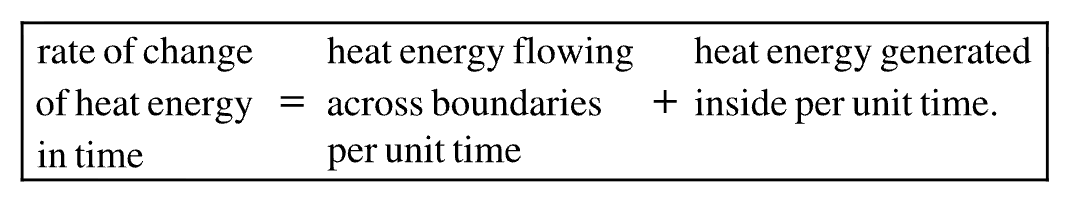 rate of change heat energy flowing heat energy generated
of heat energy = across boundaries + inside per unit time.
in time per unit time